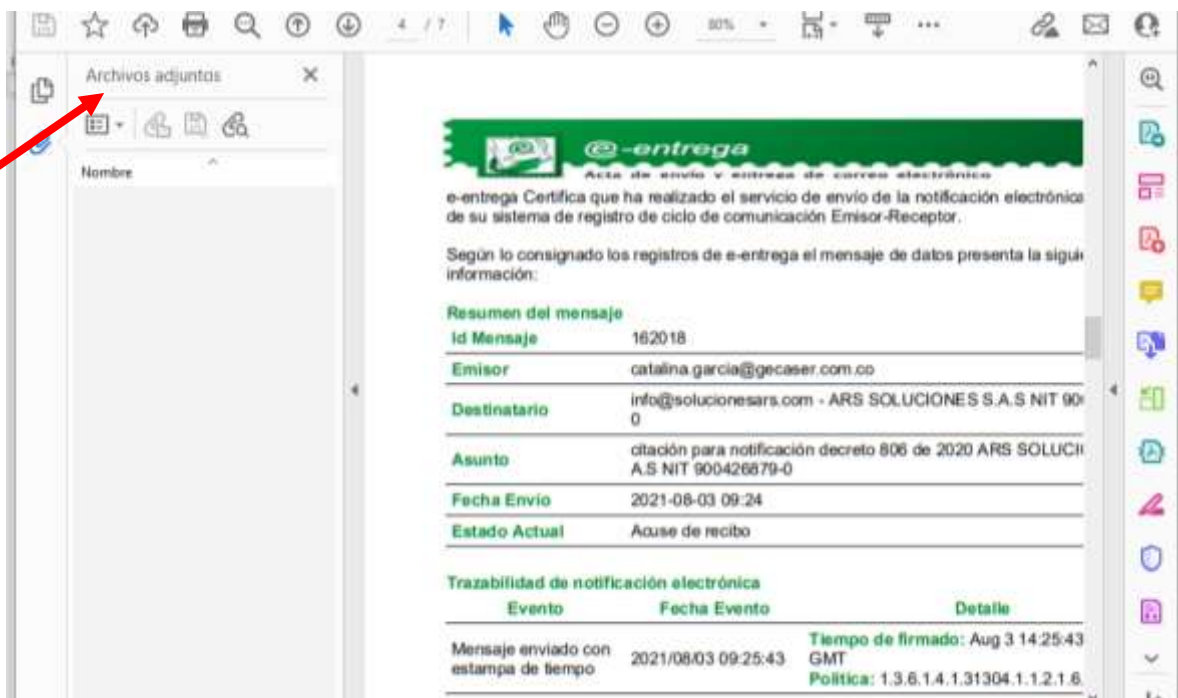 4 / 7
80%
Archivos adjuntos
Nombre
@-entrega
Acta de envío y entrega de correo electrónico
e-entrega Certifica que ha realizado el servicio de envío de la notificación electrónica
de su sistema de registro de ciclo de comunicación Emisor-Receptor.
Según lo consignado los registros de e-entrega el mensaje de datos presenta la sigui
información:
Resumen del mensaje
Id Mensaje 162018
Emisor catalina.garcia@gecaser.com.co
Destinatario info@solucionesars.com - ARS SOLUCIONES S.A.S NIT 90
0
Asunto citación para notificación decreto 806 de 2020 ARS SOLUCI
A.S NIT 900426879-0
Fecha Envío 2021-08-03 09:24
Estado Actual Acuse de recibo
Trazabilidad de notificación electrónica
Evento Fecha Evento Detalle
Mensaje enviado con estampa de tiempo 2021/08/03 09:25:43 Tiempo de firmado: Aug 3 14:25:43
GMT
Política: 1.3.6.1.4.1.31304.1.1.2.1.6.